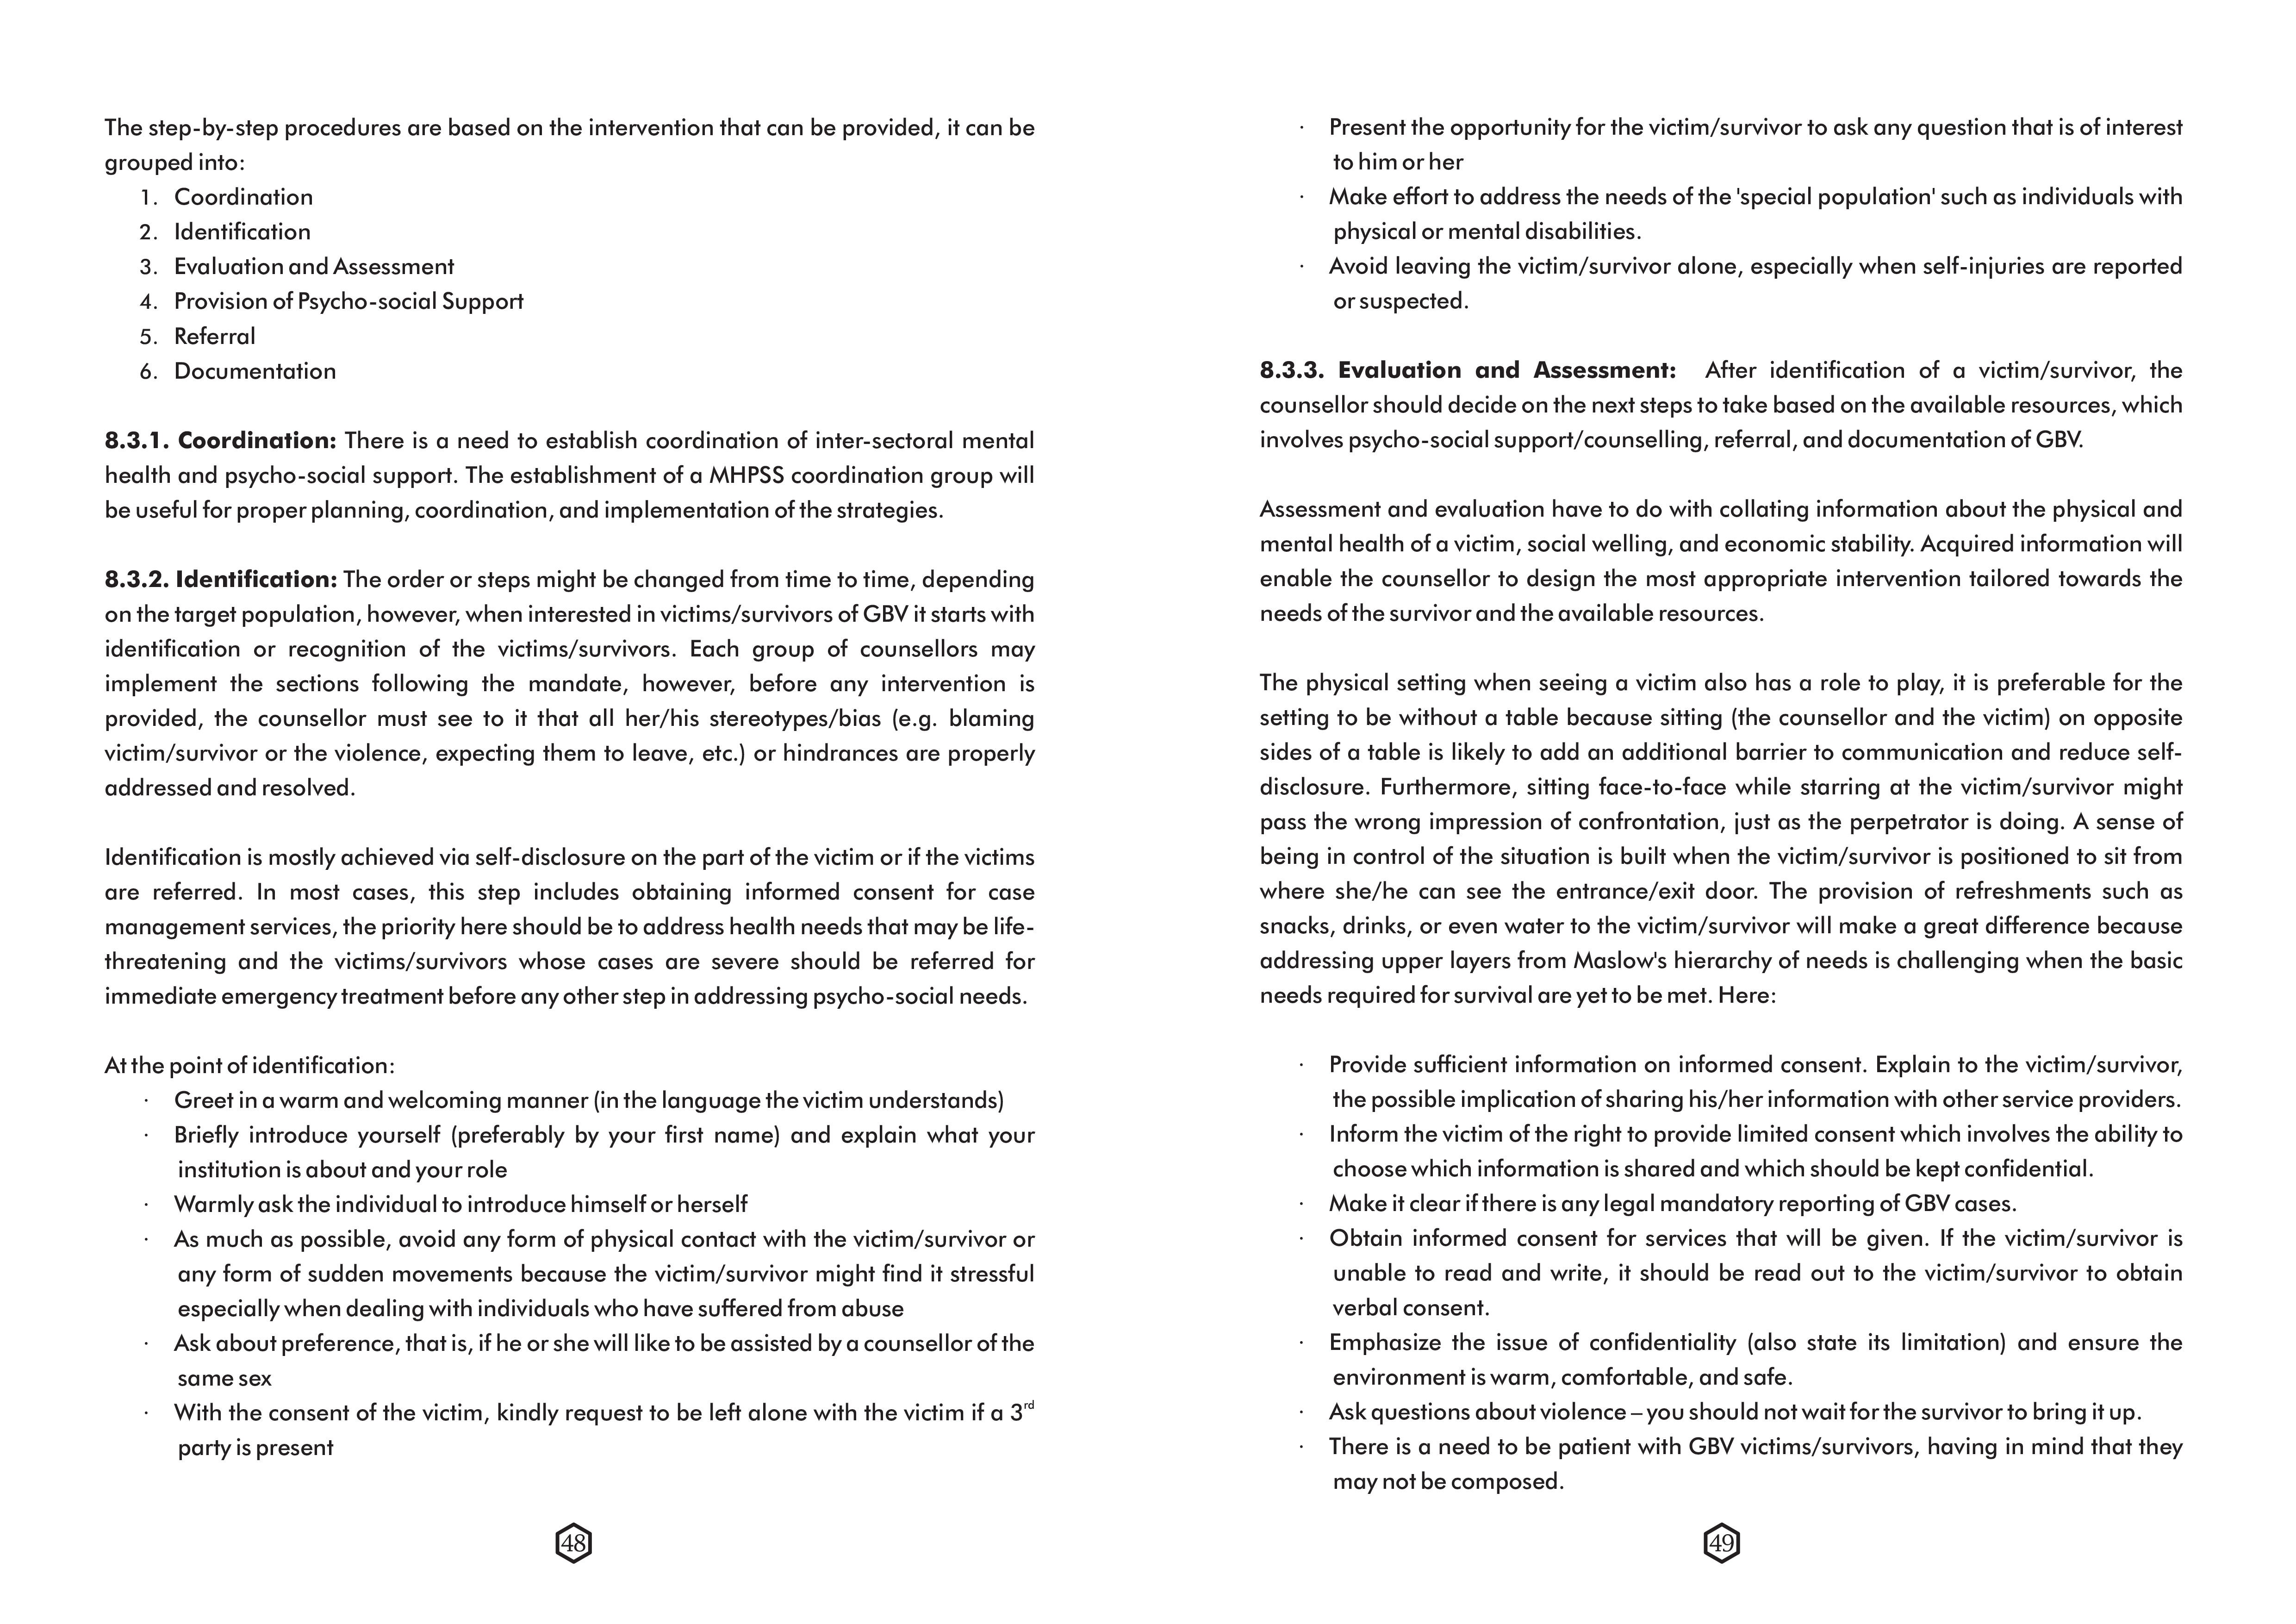 The step-by-step procedures are based on the intervention that can be provided, it can be
grouped into:
1. Coordination
2. Identification
3. Evaluation and Assessment
4. Provision of Psycho-social Support
5. Referral
6. Documentation
8.3.1. Coordination: There is a need to establish coordination of inter-sectoral mental
health and psycho-social support. The establishment of a MHPSS coordination group will
be useful for proper planning, coordination, and implementation of the strategies.
8.3.2. Identification: The order or steps might be changed from time to time, depending
on the target population, however, when interested in victims/survivors of GBV it starts with
identification or recognition of the victims/survivors. Each group of counsellors may
implement the sections following the mandate, however, before any intervention is
provided, the counsellor must see to it that all her/his stereotypes/bias (e.g. blaming
victim/survivor or the violence, expecting them to leave, etc.) or hindrances are properly
addressed and resolved.
Identification is mostly achieved via self-disclosure on the part of the victim or if the victims
are referred. In most cases, this step includes obtaining informed consent for case
management services, the priority here should be to address health needs that may be life-
threatening and the victims/survivors whose cases are severe should be referred for
immediate emergency treatment before any other step in addressing psycho-social needs.
At the point of identification:
· Greet in a warm and welcoming manner (in the language the victim understands)
· Briefly introduce yourself (preferably by your first name) and explain what your
institution is about and your role
· Warmly ask the individual to introduce himself or herself
· As much as possible, avoid any form of physical contact with the victim/survivor or
any form of sudden movements because the victim/survivor might find it stressful
especially when dealing with individuals who have suffered from abuse
· Ask about preference, that is, if he or she will like to be assisted by a counsellor of the
same sex
· With the consent of the victim, kindly request to be left alone with the victim if a 3rd
party is present
48
· Present the opportunity for the victim/survivor to ask any question that is of interest
to him or her
· Make effort to address the needs of the 'special population' such as individuals with
physical or mental disabilities.
· Avoid leaving the victim/survivor alone, especially when self-injuries are reported
or suspected.
8.3.3. Evaluation and Assessment: After identification of a victim/survivor, the
counsellor should decide on the next steps to take based on the available resources, which
involves psycho-social support/counselling, referral, and documentation of GBV.
Assessment and evaluation have to do with collating information about the physical and
mental health of a victim, social welling, and economic stability. Acquired information will
enable the counsellor to design the most appropriate intervention tailored towards the
needs of the survivor and the available resources.
The physical setting when seeing a victim also has a role to play, it is preferable for the
setting to be without a table because sitting (the counsellor and the victim) on opposite
sides of a table is likely to add an additional barrier to communication and reduce self-
disclosure. Furthermore, sitting face-to-face while starring at the victim/survivor might
pass the wrong impression of confrontation, just as the perpetrator is doing. A sense of
being in control of the situation is built when the victim/survivor is positioned to sit from
where she/he can see the entrance/exit door. The provision of refreshments such as
snacks, drinks, or even water to the victim/survivor will make a great difference because
addressing upper layers from Maslow's hierarchy of needs is challenging when the basic
needs required for survival are yet to be met. Here:
· Provide sufficient information on informed consent. Explain to the victim/survivor,
the possible implication of sharing his/her information with other service providers.
· Inform the victim of the right to provide limited consent which involves the ability to
choose which information is shared and which should be kept confidential.
· Make it clear if there is any legal mandatory reporting of GBV cases.
· Obtain informed consent for services that will be given. If the victim/survivor is
unable to read and write, it should be read out to the victim/survivor to obtain
verbal consent.
· Emphasize the issue of confidentiality (also state its limitation) and ensure the
environment is warm, comfortable, and safe.
· Ask questions about violence – you should not wait for the survivor to bring it up.
· There is a need to be patient with GBV victims/survivors, having in mind that they
may not be composed.
49